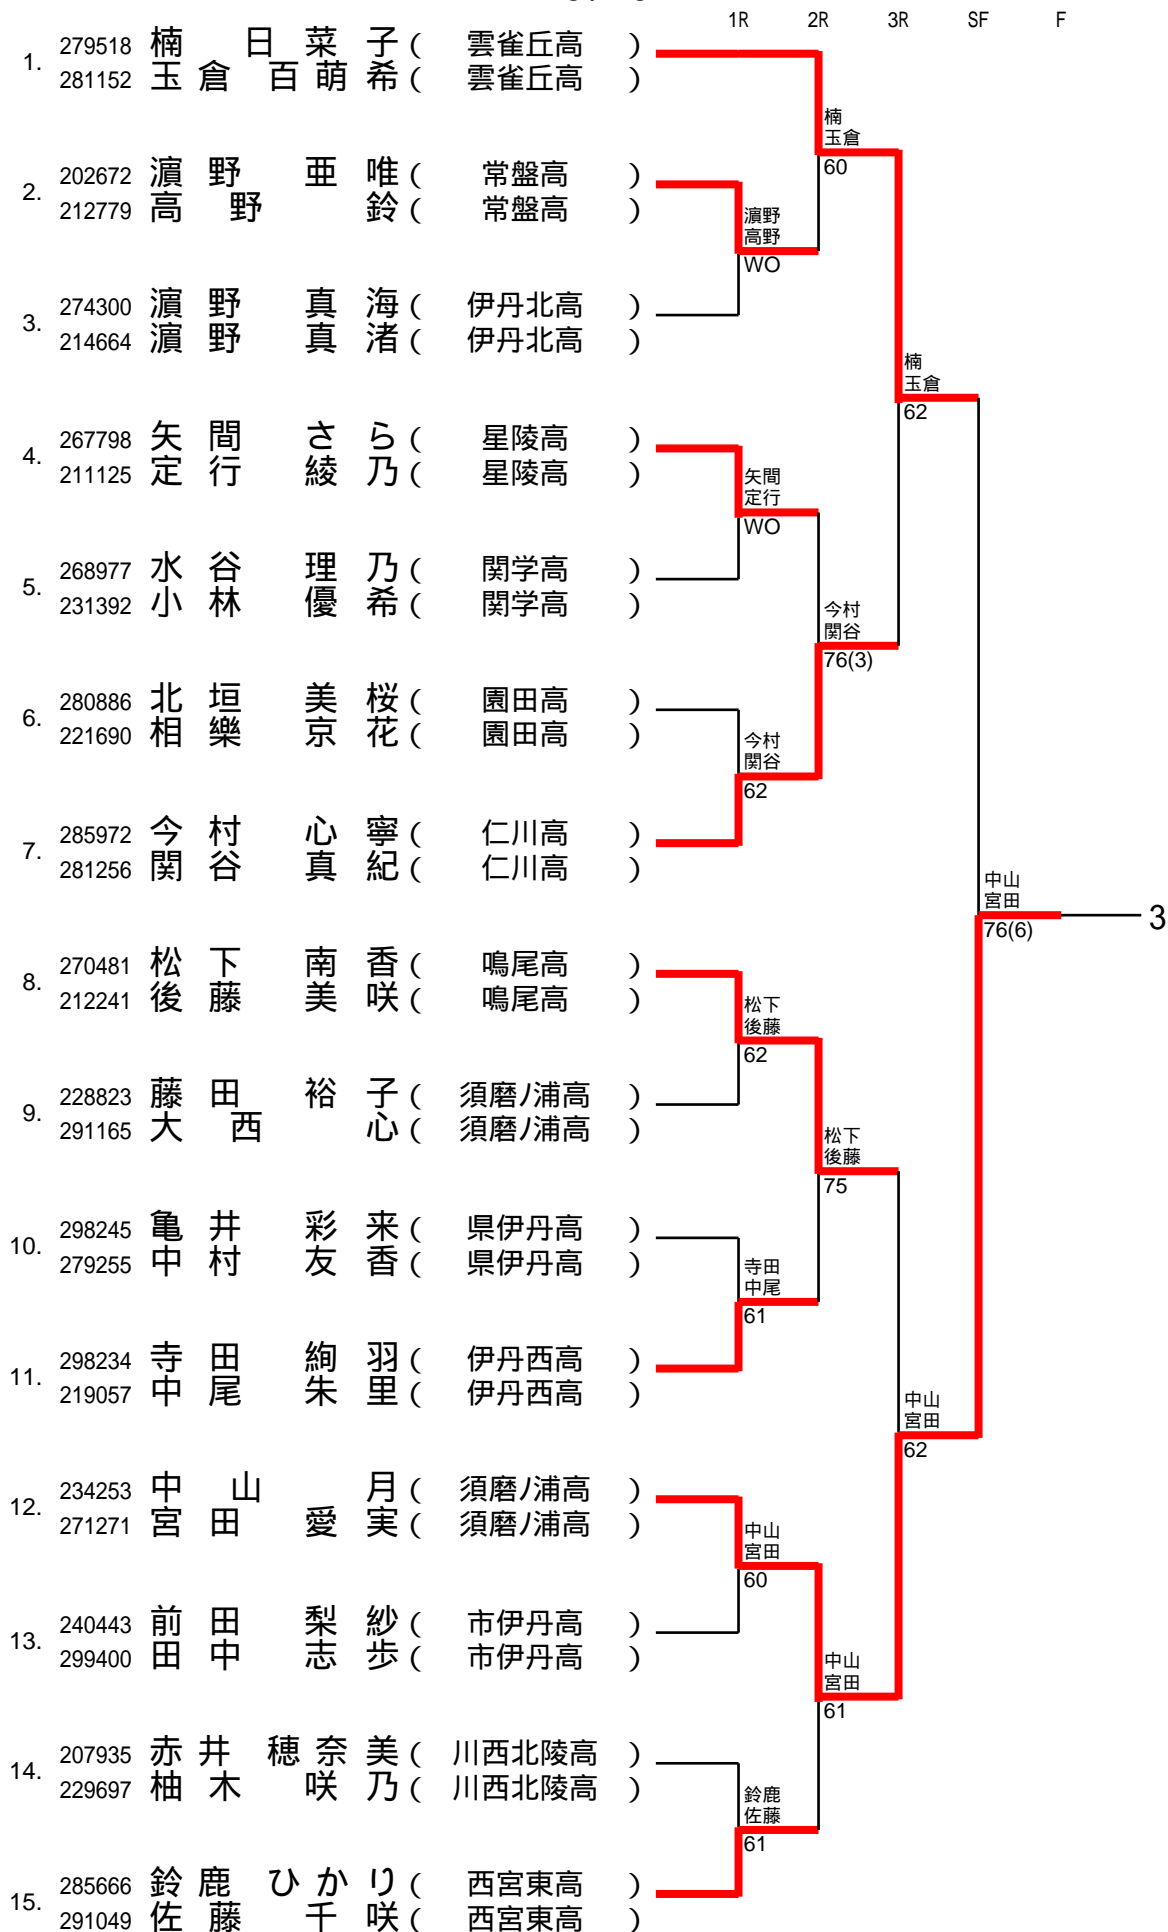 1R 2R 3R SF F
1. 279518 楠 日菜子 ( 雲雀丘高 )
281152 玉倉 百萌希 ( 雲雀丘高 )
楠
玉倉
60
2. 202672 濵野 亜唯 ( 常盤高 )
212779 高野 鈴 ( 常盤高 )
濵野
高野
WO
3. 274300 濵野 真海 ( 伊丹北高 )
214664 濵野 真渚 ( 伊丹北高 )
楠
玉倉
62
4. 267798 矢間 さら ( 星陵高 )
211125 定行 綾乃 ( 星陵高 )
矢間
定行
WO
5. 268977 水谷 理乃 ( 関学高 )
231392 小林 優希 ( 関学高 )
今村
関谷
76(3)
6. 280886 北垣 美桜 ( 園田高 )
221690 相樂 京花 ( 園田高 )
今村
関谷
62
7. 285972 今村 心寧 ( 仁川高 )
281256 関谷 真紀 ( 仁川高 )
中山
宮田
76(6)
3
8. 270481 松下 南香 ( 鳴尾高 )
212241 後藤 美咲 ( 鳴尾高 )
松下
後藤
62
9. 228823 藤田 裕子 ( 須磨ノ浦高 )
291165 大西 心 ( 須磨ノ浦高 )
松下
後藤
75
10. 298245 亀井 彩来 ( 県伊丹高 )
279255 中村 友香 ( 県伊丹高 )
寺田
中尾
61
11. 298234 寺田 絢羽 ( 伊丹西高 )
219057 中尾 朱里 ( 伊丹西高 )
中山
宮田
62
12. 234253 中山 月 ( 須磨ノ浦高 )
271271 宮田 愛実 ( 須磨ノ浦高 )
中山
宮田
60
13. 240443 前田 梨紗 ( 市伊丹高 )
299400 田中 志歩 ( 市伊丹高 )
中山
宮田
61
14. 207935 赤井 穂奈美 ( 川西北陵高 )
229697 柚木 咲乃 ( 川西北陵高 )
鈴鹿
佐藤
61
15. 285666 鈴鹿 ひかり ( 西宮東高 )
291049 佐藤 千咲 ( 西宮東高 )